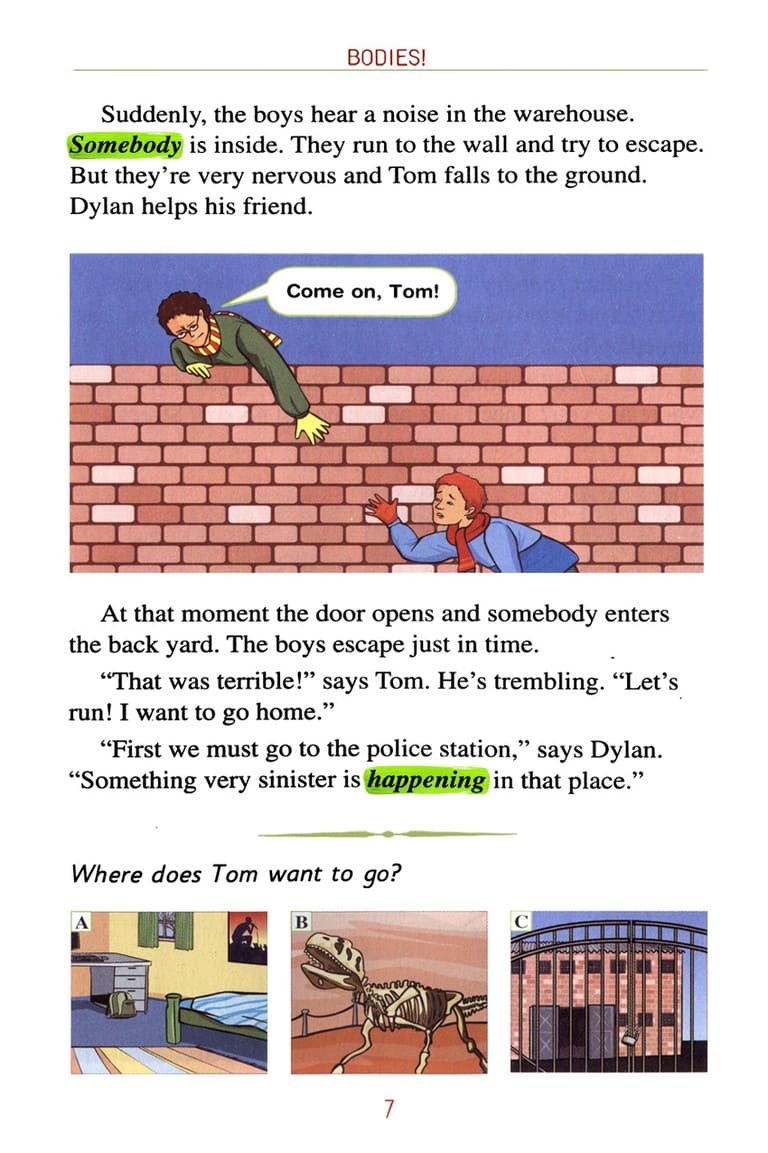 BODIES!
Suddenly, the boys hear a noise in the warehouse.
Somebody is inside. They run to the wall and try to escape.
But they're very nervous and Tom falls to the ground.
Dylan helps his friend.
Come on, Tom!
At that moment the door opens and somebody enters
the back yard. The boys escape just in time.
“That was terrible!” says Tom. He's trembling. “Let's
run! I want to go home.”
“First we must go to the police station,” says Dylan.
“Something very sinister is happening in that place.”
Where does Tom want to go?
A
B
C
7